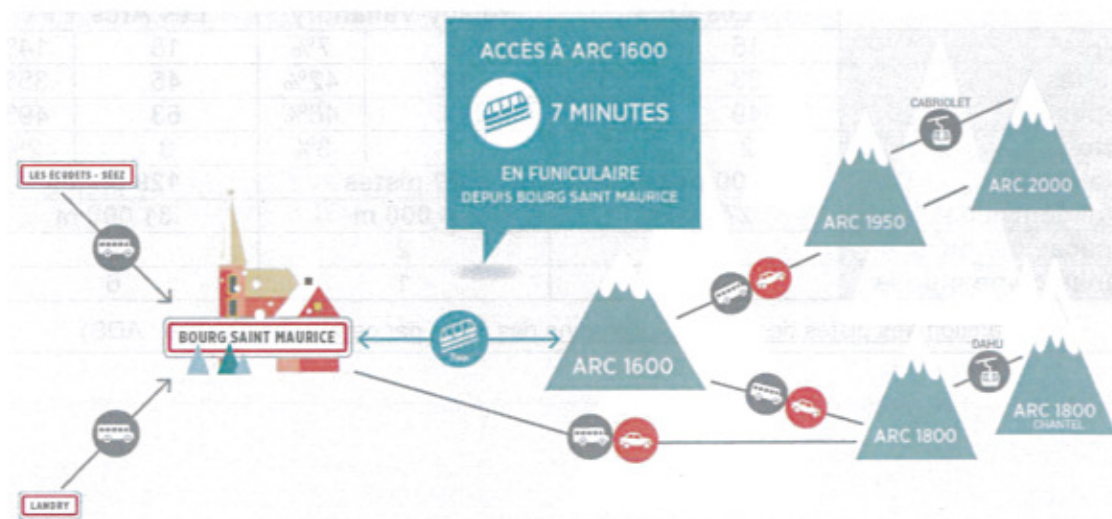 ACCÈS À ARC 1600
7 MINUTES
EN FUNICULAIRE
DEPUIS BOURG SAINT MAURICE
CABRIOLET
LES ÉCUDETS - SÉEZ
ARC 2000
ARC 1950
BOURG SAINT MAURICE
ARC 1600
DAHU
ARC 1800
CHANTEL
ARC 1800
LANDRY